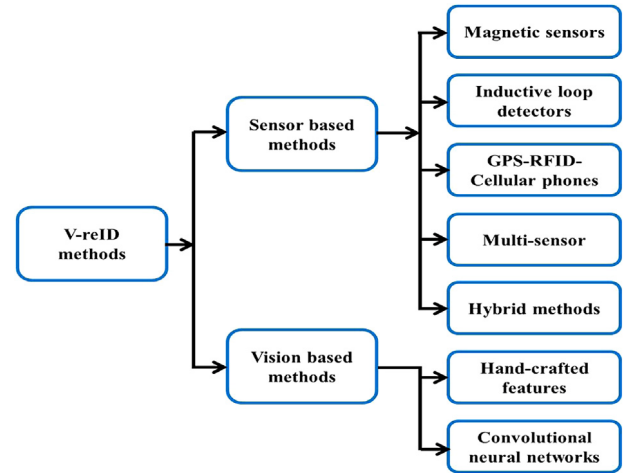 V-reID
methods
Sensor based
methods
Magnetic sensors
Inductive loop
detectors
GPS-RFID-
Cellular phones
Multi-sensor
Hybrid methods
Vision based
methods
Hand-crafted
features
Convolutional
neural networks